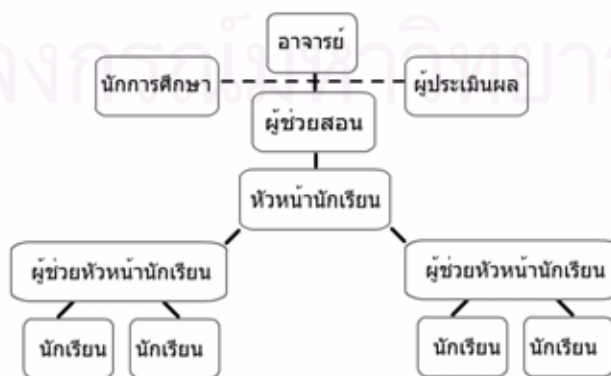 อาจารย์
นักการศึกษา
ผู้ประเมินผล
ผู้ช่วยสอน
หัวหน้านักเรียน
ผู้ช่วยหัวหน้านักเรียน
ผู้ช่วยหัวหน้านักเรียน
นักเรียน
นักเรียน
นักเรียน
นักเรียน